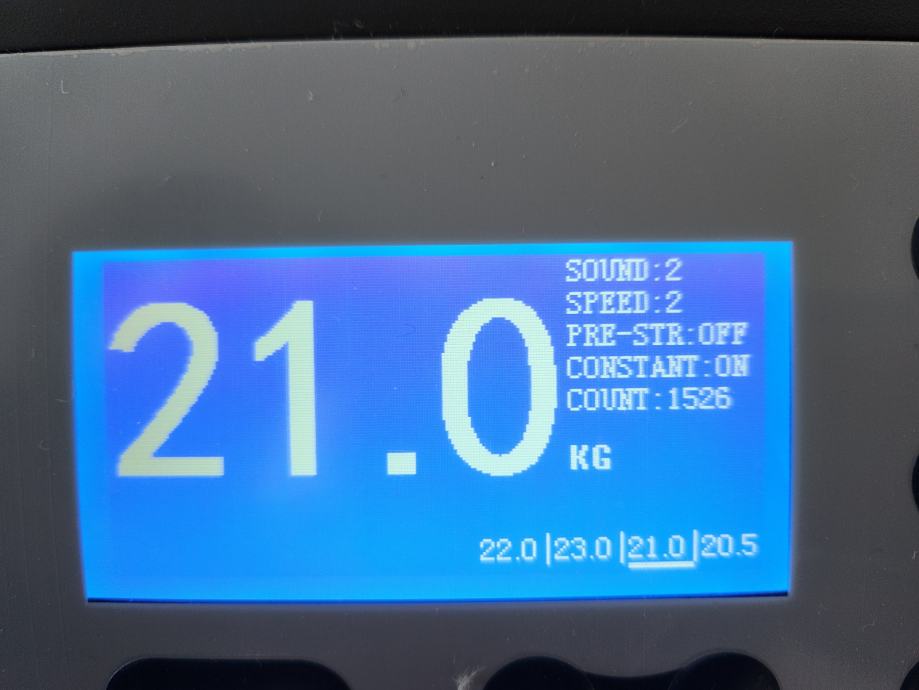 21.0
SOUND:2
SPEED:2
PRE-STR:OFF
CONSTANT:ON
COUNT:1526
KG
22.0|23.0|21.0|20.5